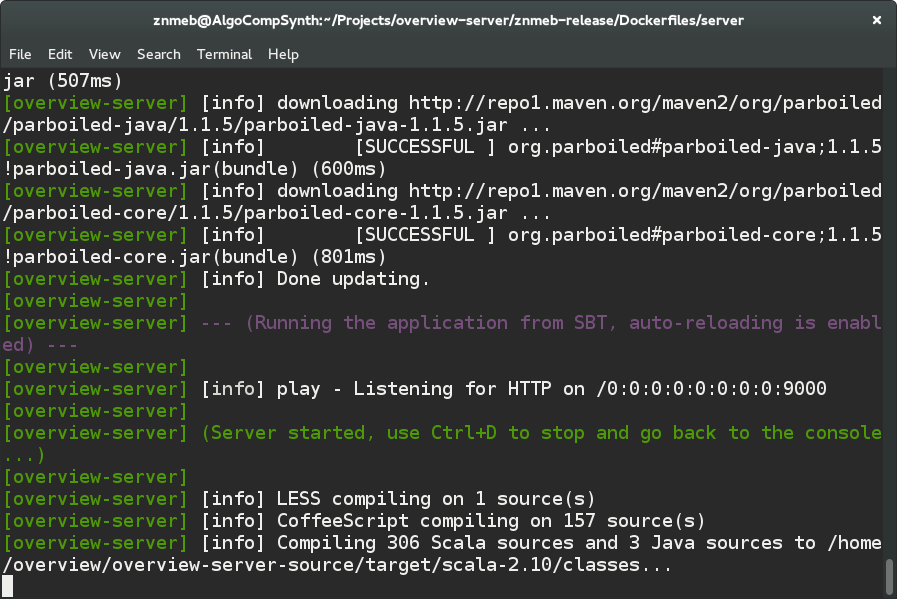 znmeb@AlgoCompSynth:~/Projects/overview-server/znmeb-release/Dockerfiles/server ×
File Edit View Search Terminal Help
jar (507ms)
[overview-server] [info] downloading http://repo1.maven.org/maven2/org/parboiled
/parboiled-java/1.1.5/parboiled-java-1.1.5.jar ...
[overview-server] [info]        [SUCCESSFUL ] org.parboiled#parboiled-java;1.1.5
!parboiled-java.jar(bundle) (600ms)
[overview-server] [info] downloading http://repo1.maven.org/maven2/org/parboiled
/parboiled-core/1.1.5/parboiled-core-1.1.5.jar ...
[overview-server] [info]        [SUCCESSFUL ] org.parboiled#parboiled-core;1.1.5
!parboiled-core.jar(bundle) (801ms)
[overview-server] [info] Done updating.
[overview-server]
[overview-server] --- (Running the application from SBT, auto-reloading is enabl
ed) ---
[overview-server]
[overview-server] [info] play - Listening for HTTP on /0:0:0:0:0:0:0:0:9000
[overview-server]
[overview-server] (Server started, use Ctrl+D to stop and go back to the console
...)
[overview-server]
[overview-server] [info] LESS compiling on 1 source(s)
[overview-server] [info] CoffeeScript compiling on 157 source(s)
[overview-server] [info] Compiling 306 Scala sources and 3 Java sources to /home
/overview/overview-server-source/target/scala-2.10/classes...